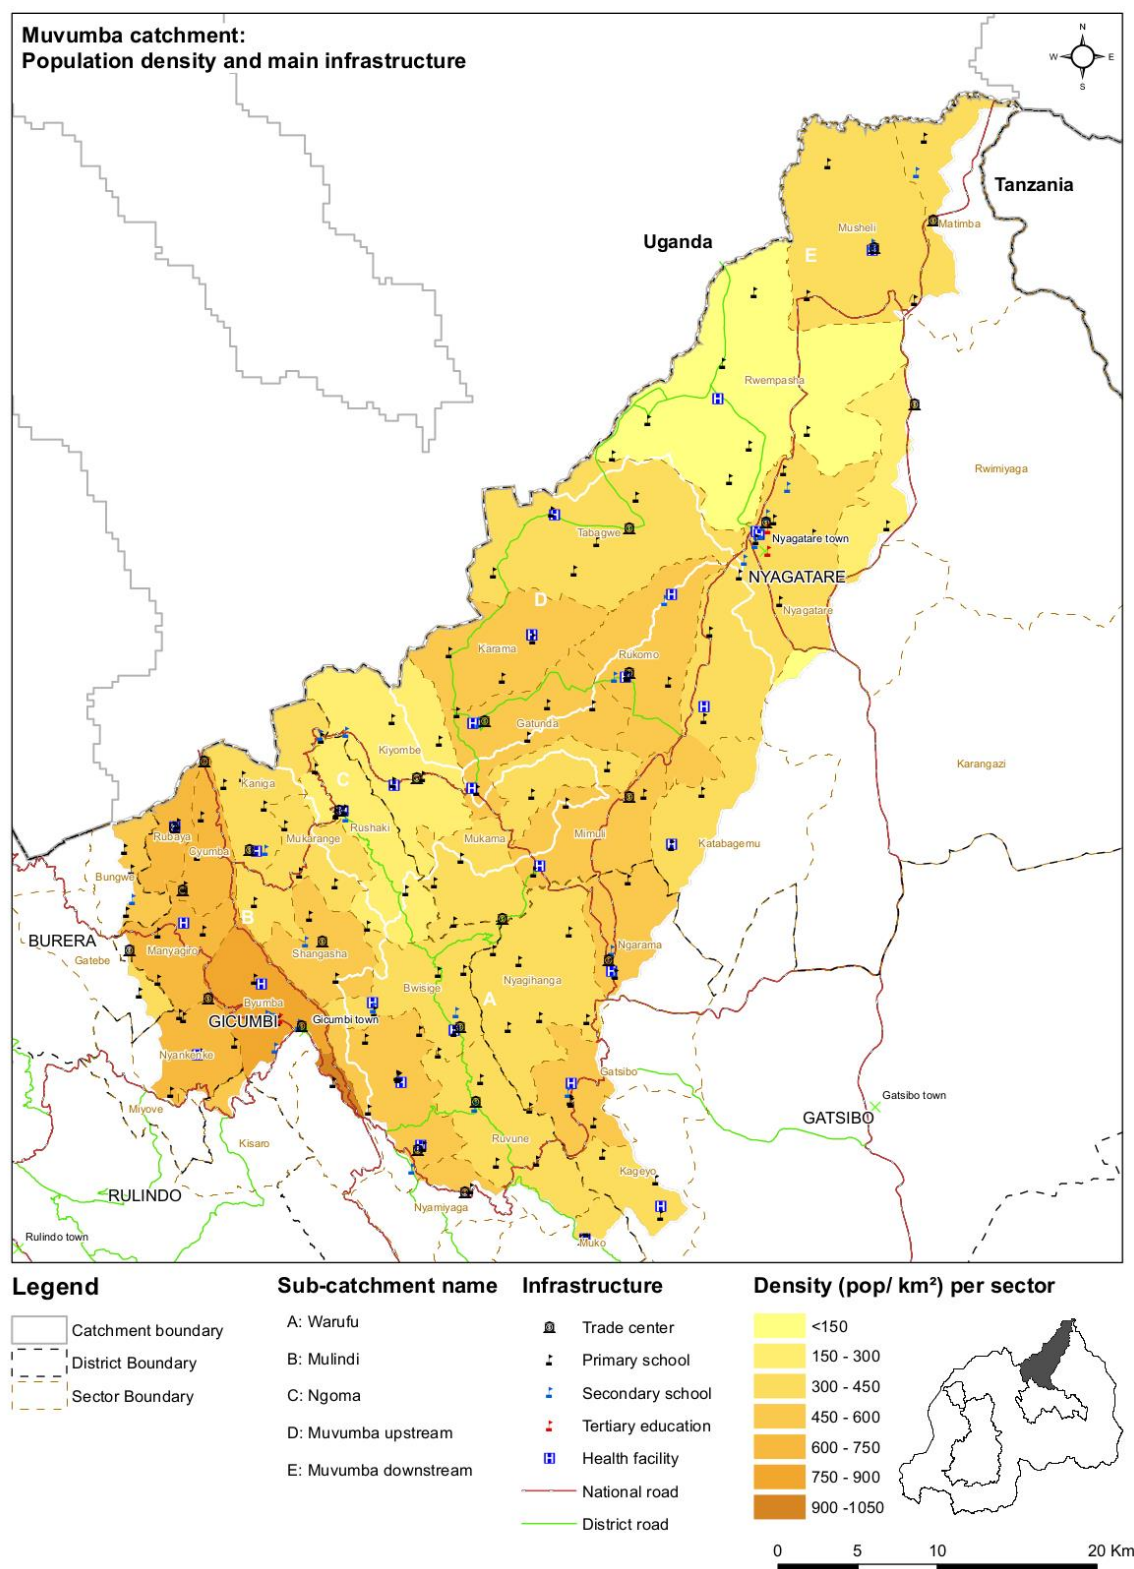 Muvumba catchment:
Population density and main infrastructure
N
W
E
S
Tanzania
Uganda
Musheli
Matimba
E
Rwempasha
Rwimiyaga
Tabagwe
Nyagatare town
NYAGATARE
D
Nyagatare
Karama
Rukomo
Gatunda
Kiyombe
Karangazi
C
Kaniga
Rushaki
Mukarange
Mukama
Mimuli
Katabagemu
Rubaya
Cyumba
Bungwe
B
BURERA
Manyagiro
Gatebe
Shangasha
Ngarama
Bwisige
Nyagihanga
A
Byumba
GICUMBI
Gicumbi town
Nyankenke
Gatsibo
Gatsibo town
Miyove
GATSIBO
Kisaro
Ruvune
Kageyo
RULINDO
Nyamiyaga
Rulindo town
Muko
Legend
Catchment boundary
District Boundary
Sector Boundary
Sub-catchment name
A: Warufu
B: Mulindi
C: Ngoma
D: Muvumba upstream
E: Muvumba downstream
Infrastructure
Trade center
Primary school
Secondary school
Tertiary education
H Health facility
National road
District road
Density (pop/ km²) per sector
<150
150 - 300
300 - 450
450 - 600
600 - 750
750 - 900
900 -1050
0 5 10 20 Km